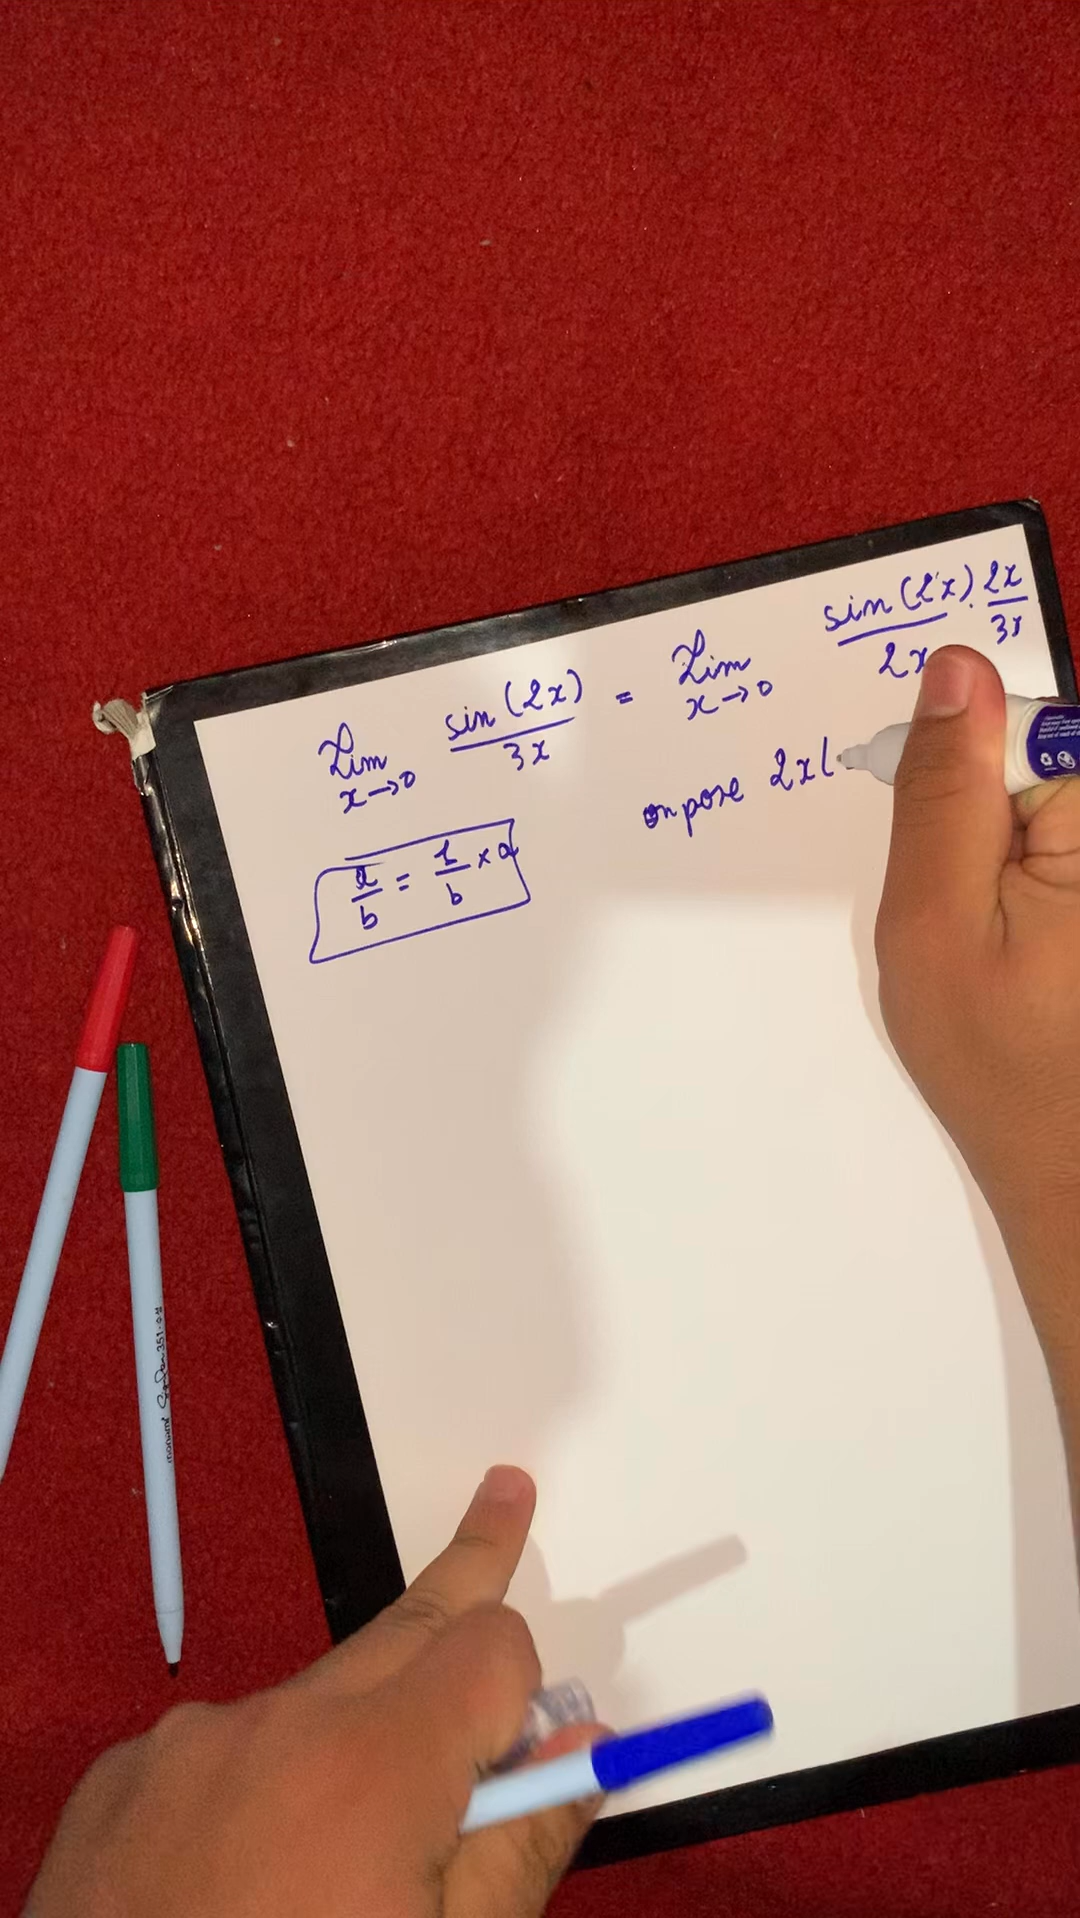 Lim x→0 sin(2x)/3x = Lim x→0 sin(2x)/2x · 2x/3x
on pose 2x(
a/b = 1/b × a